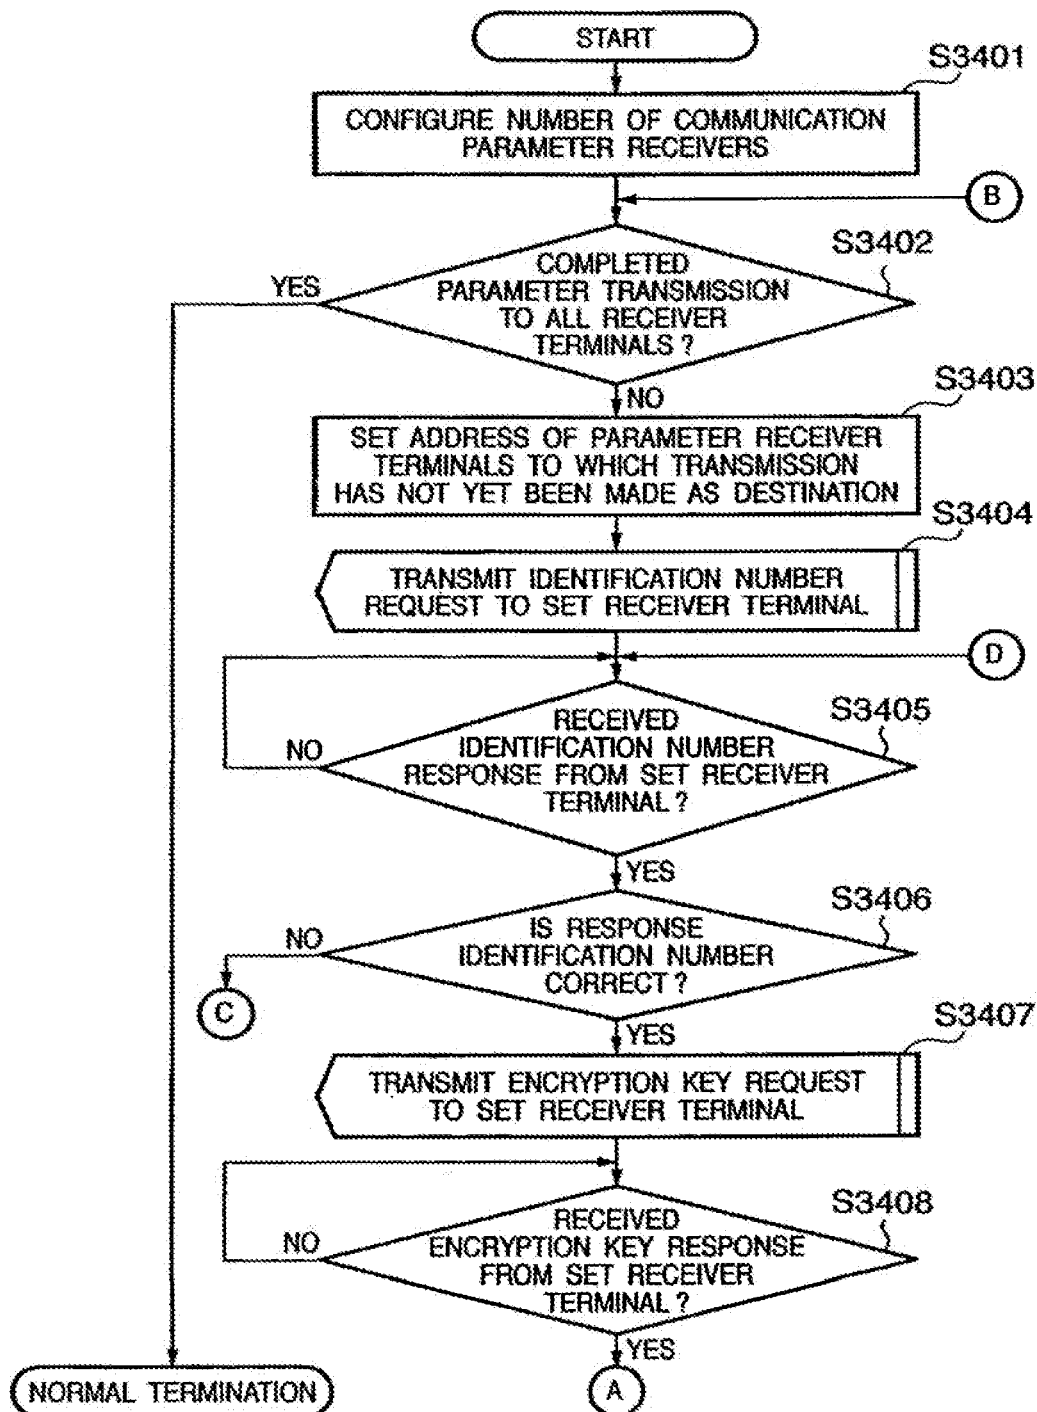 START
S3401
CONFIGURE NUMBER OF COMMUNICATION
PARAMETER RECEIVERS
B
S3402
COMPLETED
PARAMETER TRANSMISSION
TO ALL RECEIVER
TERMINALS?
YES
NO
S3403
SET ADDRESS OF PARAMETER RECEIVER
TERMINALS TO WHICH TRANSMISSION
HAS NOT YET BEEN MADE AS DESTINATION
S3404
TRANSMIT IDENTIFICATION NUMBER
REQUEST TO SET RECEIVER TERMINAL
D
S3405
RECEIVED
IDENTIFICATION NUMBER
RESPONSE FROM SET RECEIVER
TERMINAL?
NO
YES
S3406
IS RESPONSE
IDENTIFICATION NUMBER
CORRECT?
NO
C
YES
S3407
TRANSMIT ENCRYPTION KEY REQUEST
TO SET RECEIVER TERMINAL
S3408
RECEIVED
ENCRYPTION KEY RESPONSE
FROM SET RECEIVER
TERMINAL?
NO
YES
NORMAL TERMINATION
A